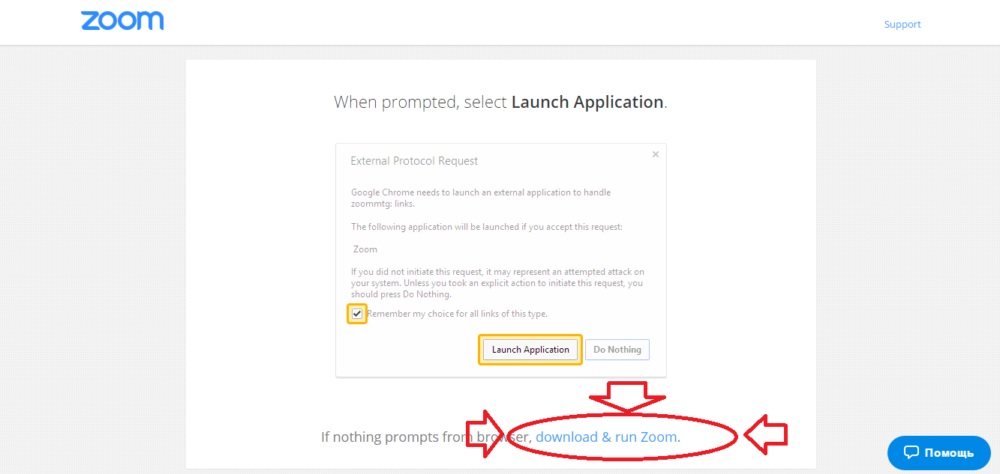 zoom
Support
When prompted, select Launch Application.
External Protocol Request
Google Chrome needs to launch an external application to handle
zoommtg: links.
The following application will be launched if you accept this request:
Zoom
If you did not initiate this request, it may represent an attempted attack on
your system. Unless you took an explicit action to initiate this request, you
should press Do Nothing.
Remember my choice for all links of this type.
Launch Application
Do Nothing
If nothing prompts from browser, download & run Zoom.
Помощь